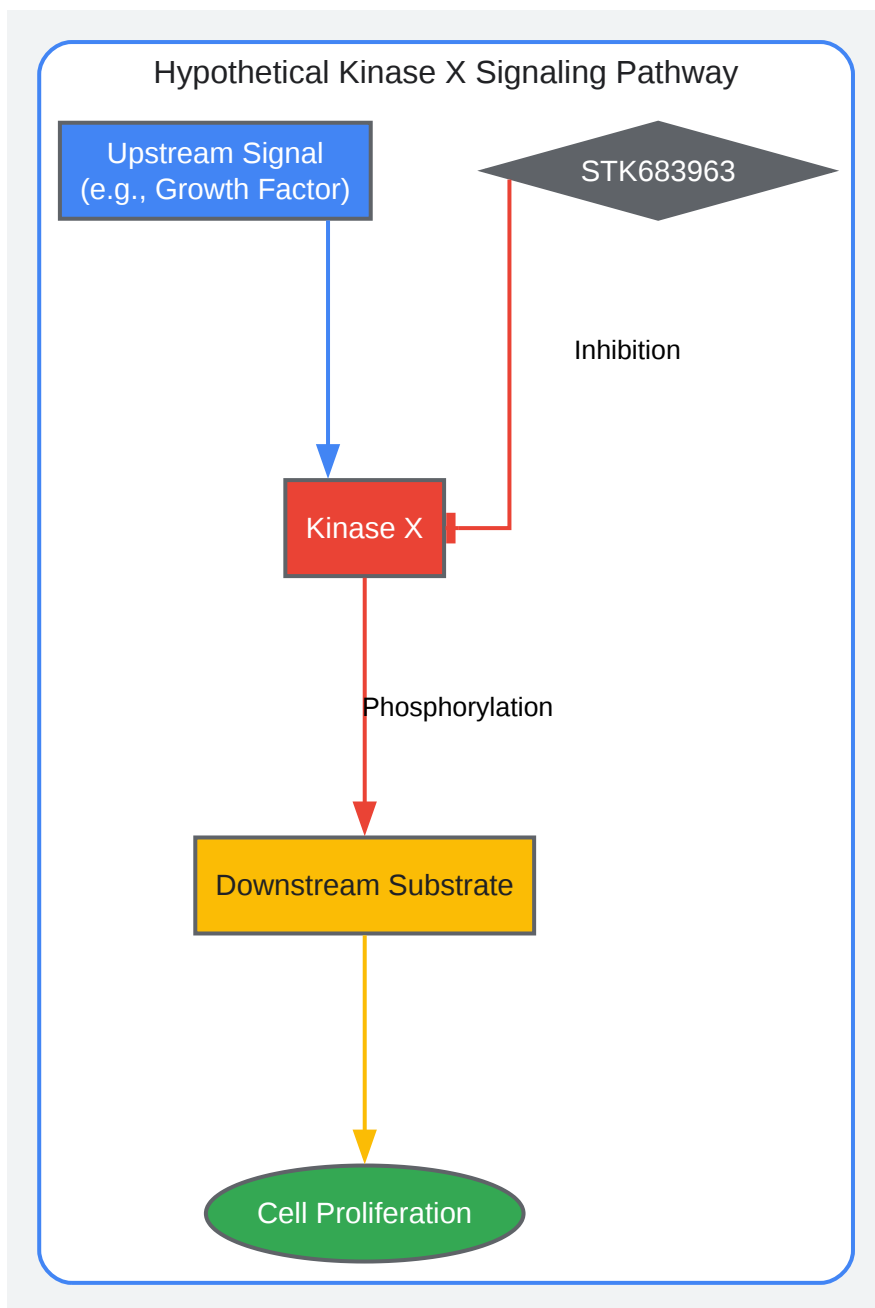 Hypothetical Kinase X Signaling Pathway
Upstream Signal
(e.g., Growth Factor)
STK683963
Inhibition
Kinase X
Phosphorylation
Downstream Substrate
Cell Proliferation